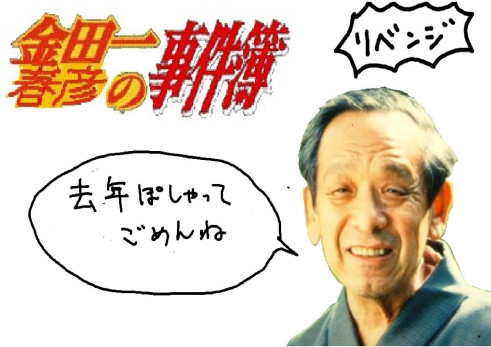 金田一
春彦の事件簿
リベンジ
去年ぽしゃって
ごめんね